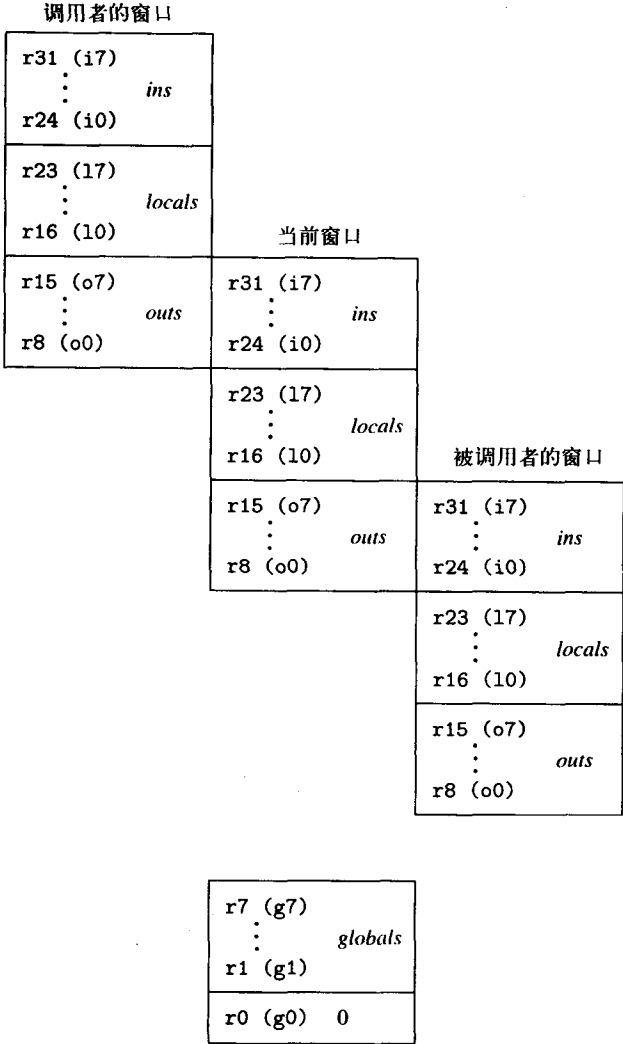 调用者的窗口
r31 (i7)
ins
r24 (i0)
r23 (l7)
locals
r16 (l0)
r15 (o7)
outs
r8 (o0)
当前窗口
r31 (i7)
ins
r24 (i0)
r23 (l7)
locals
r16 (l0)
r15 (o7)
outs
r8 (o0)
被调用者的窗口
r31 (i7)
ins
r24 (i0)
r23 (l7)
locals
r16 (l0)
r15 (o7)
outs
r8 (o0)
r7 (g7)
globals
r1 (g1)
r0 (g0) 0